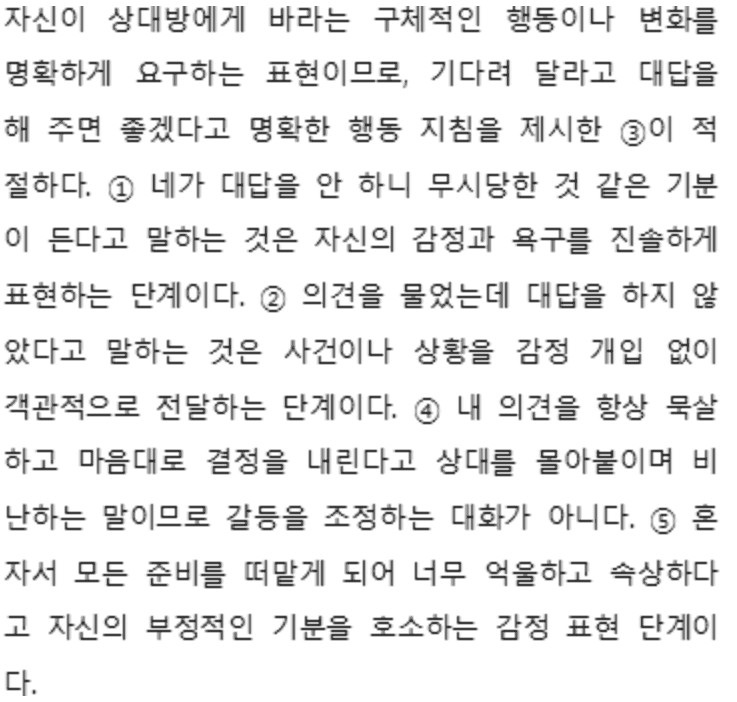 자신이 상대방에게 바라는 구체적인 행동이나 변화를
명확하게 요구하는 표현이므로, 기다려 달라고 대답을
해 주면 좋겠다고 명확한 행동 지침을 제시한 ③이 적
절하다. ① 네가 대답을 안 하니 무시당한 것 같은 기분
이 든다고 말하는 것은 자신의 감정과 욕구를 진솔하게
표현하는 단계이다. ② 의견을 물었는데 대답을 하지 않
았다고 말하는 것은 사건이나 상황을 감정 개입 없이
객관적으로 전달하는 단계이다. ④ 내 의견을 항상 묵살
하고 마음대로 결정을 내린다고 상대를 몰아붙이며 비
난하는 말이므로 갈등을 조정하는 대화가 아니다. ⑤ 혼
자서 모든 준비를 떠맡게 되어 너무 억울하고 속상하다
고 자신의 부정적인 기분을 호소하는 감정 표현 단계이
다.